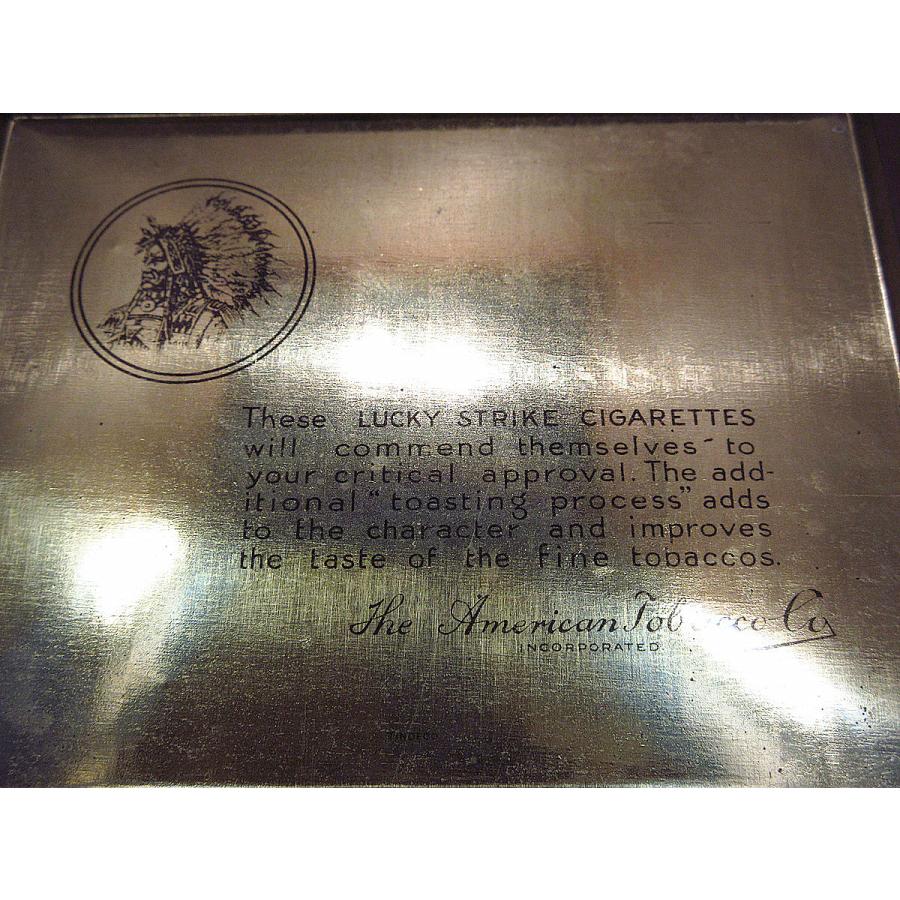 These LUCKY STRIKE CIGARETTES
will commend themselves to
your critical approval. The add-
itional "toasting process" adds
to the character and improves
the taste of the fine tobaccos.
The American Tobacco Co
INCORPORATED
TINDECO